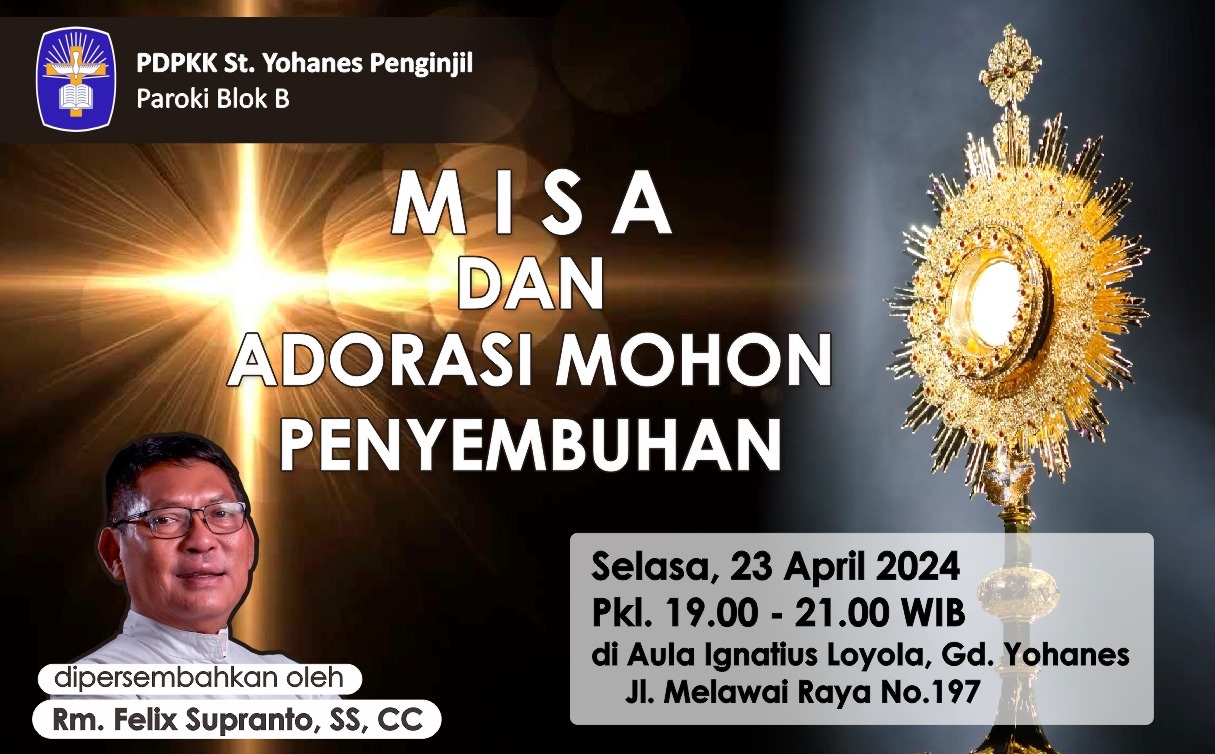 PDPKK St. Yohanes Penginjil
Paroki Blok B
MISA
DAN
ADORASI MOHON
PENYEMBUHAN
Selasa, 23 April 2024
Pkl. 19.00 - 21.00 WIB
di Aula Ignatius Loyola, Gd. Yohanes
Jl. Melawai Raya No.197
dipersembahkan oleh
Rm. Felix Supranto, SS, CC